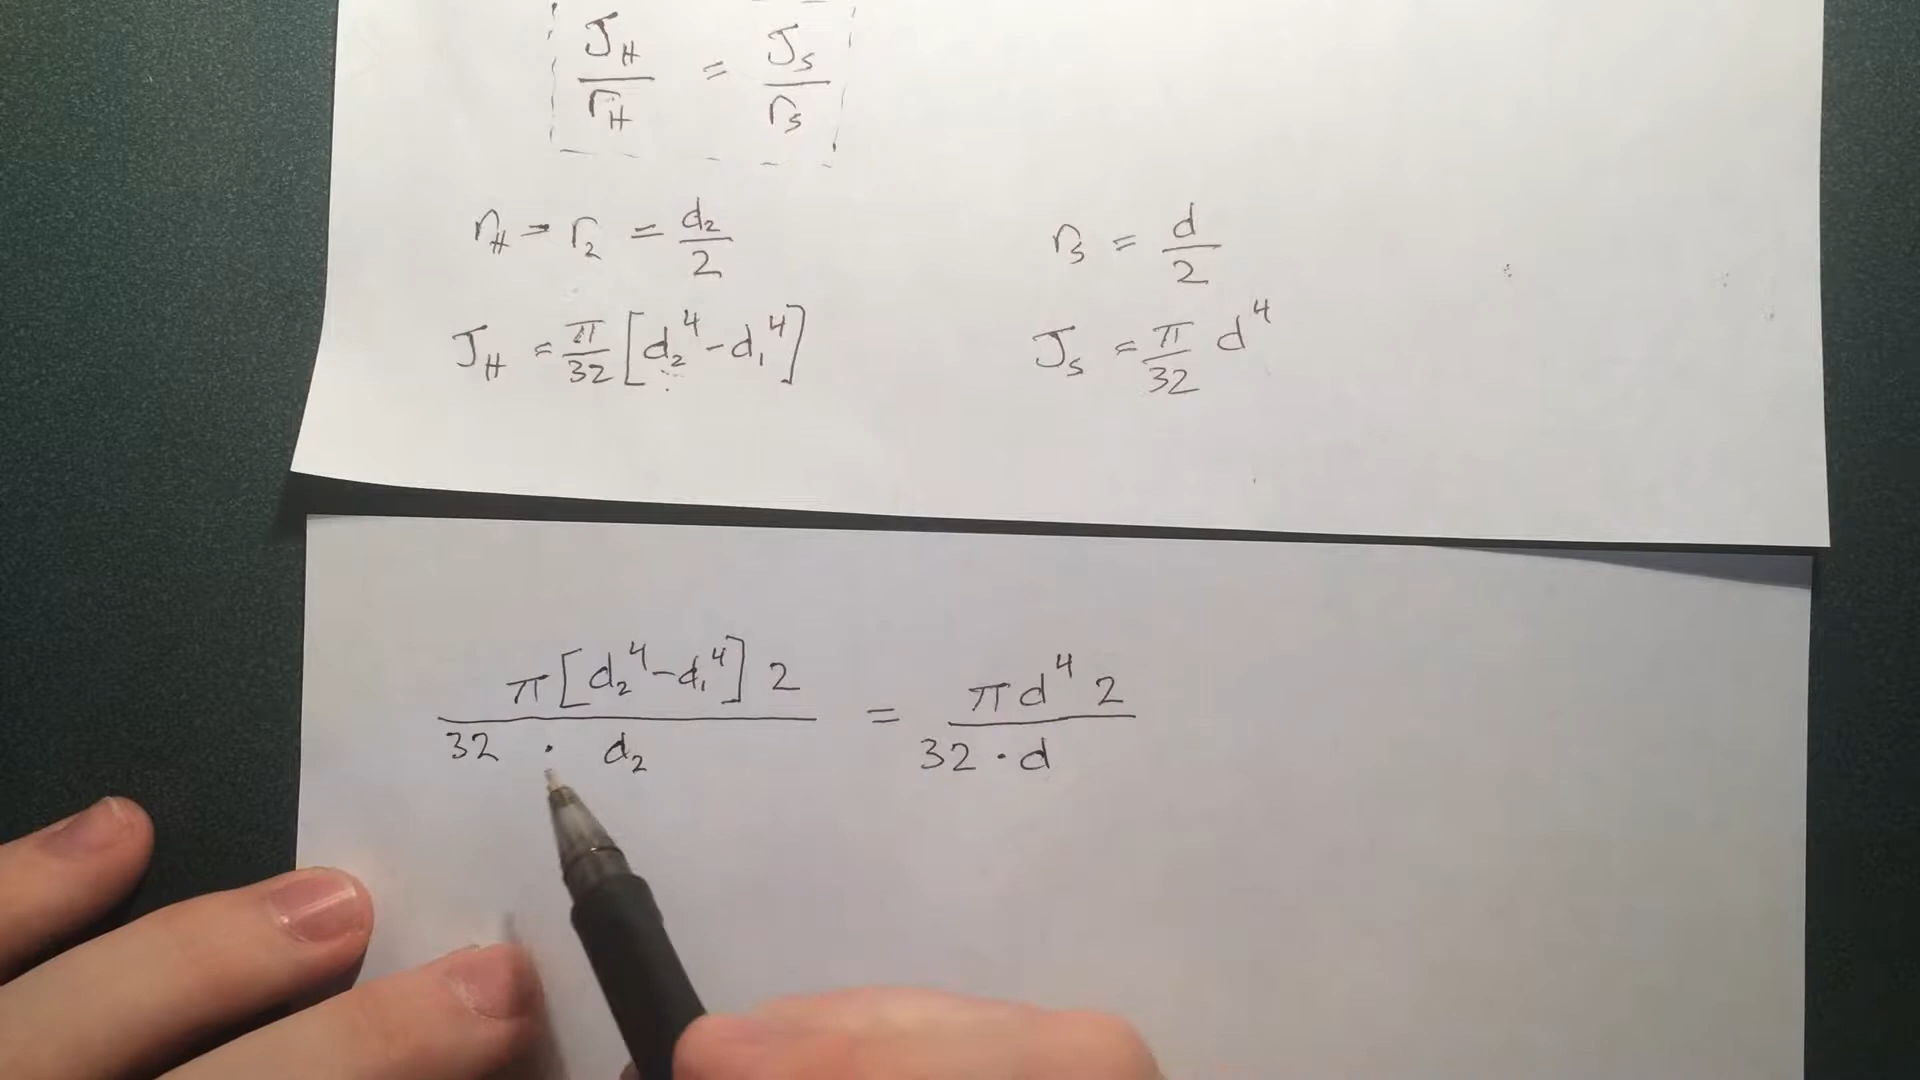 J_H / r_H = J_S / r_S
r_H = r_2 = d_2 / 2
r_S = d / 2
J_H = π/32 [d_2^4 - d_1^4]
J_S = π/32 d^4
π[d_2^4 - d_1^4] 2 / 32 · d_2 = πd^4 2 / 32 · d